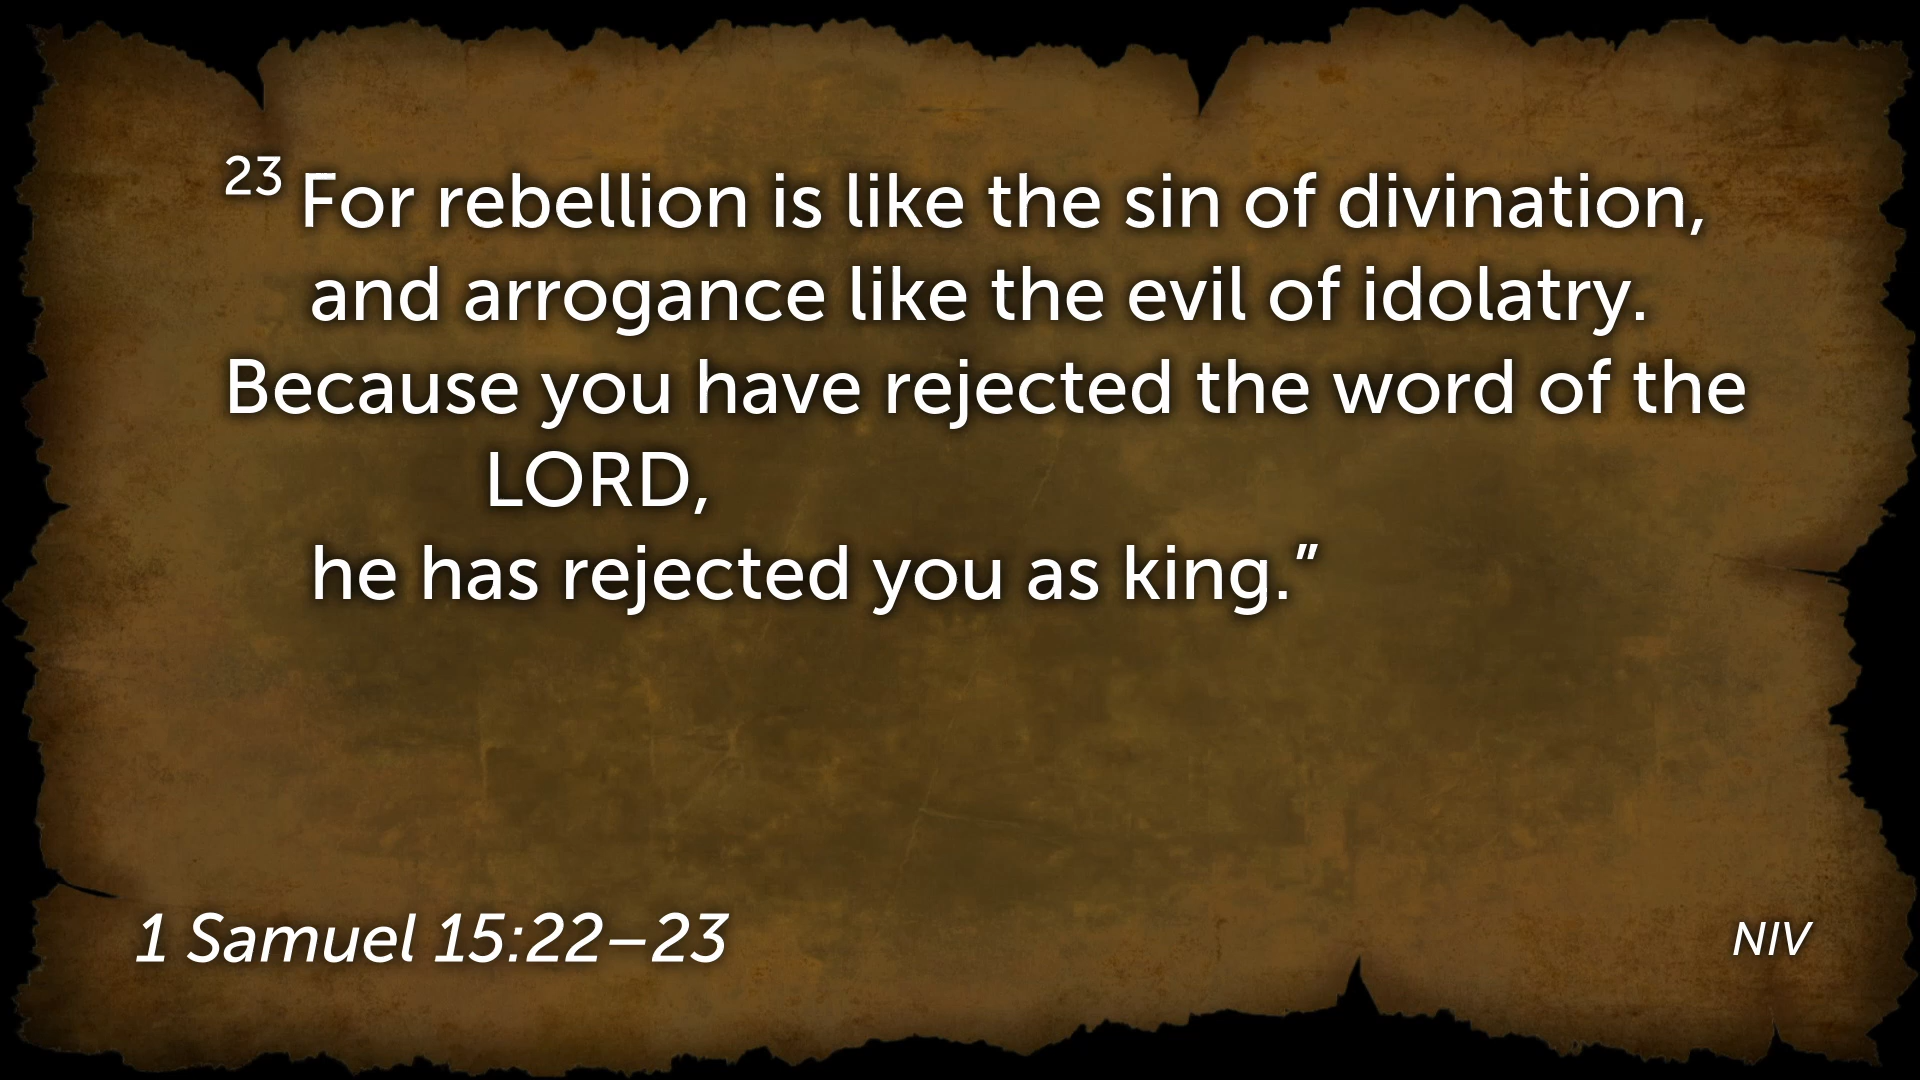 23 For rebellion is like the sin of divination,
and arrogance like the evil of idolatry.
Because you have rejected the word of the
LORD,
he has rejected you as king.”
1 Samuel 15:22–23
NIV